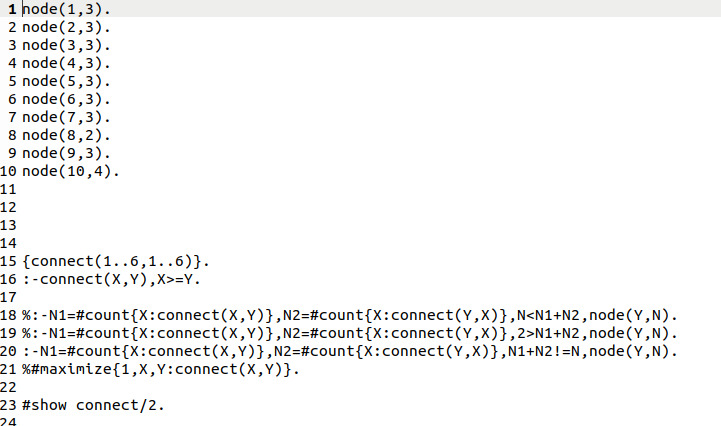 1 node(1,3).
2 node(2,3).
3 node(3,3).
4 node(4,3).
5 node(5,3).
6 node(6,3).
7 node(7,3).
8 node(8,2).
9 node(9,3).
10 node(10,4).
11
12
13
14
15 {connect(1..6,1..6)}.
16 :-connect(X,Y),X>=Y.
17
18 %:-N1=#count{X:connect(X,Y)},N2=#count{X:connect(Y,X)},N<N1+N2,node(Y,N).
19 %:-N1=#count{X:connect(X,Y)},N2=#count{X:connect(Y,X)},2>N1+N2,node(Y,N).
20 :-N1=#count{X:connect(X,Y)},N2=#count{X:connect(Y,X)},N1+N2!=N,node(Y,N).
21 %#maximize{1,X,Y:connect(X,Y)}.
22
23 #show connect/2.
24